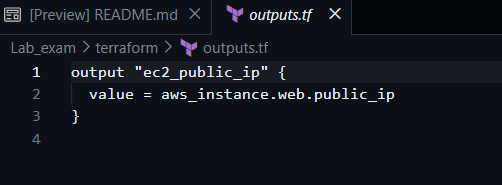 [Preview] README.md
outputs.tf
Lab_exam > terraform > outputs.tf
1 output "ec2_public_ip" {
2   value = aws_instance.web.public_ip
3 }
4